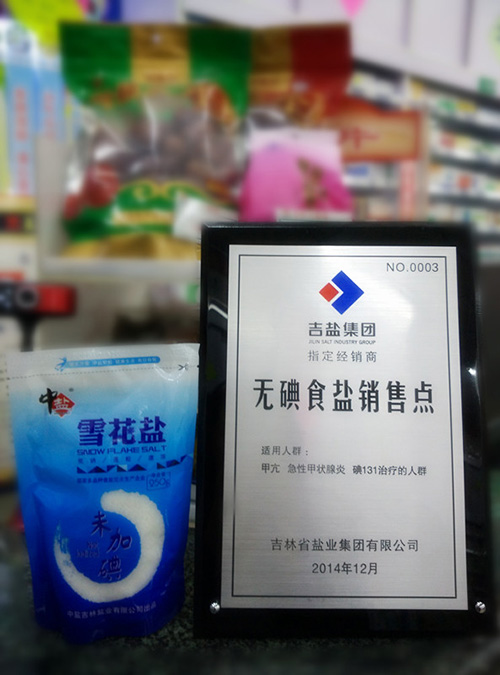 NO.0003
吉盐集团
JILIN SALT INDUSTRY GROUP
指定经销商
无碘食盐销售点
适用人群:
甲亢 急性甲状腺炎 碘131治疗的人群
吉林省盐业集团有限公司
2014年12月
中盐
雪花盐
SNOW FLAKE SALT
未加碘